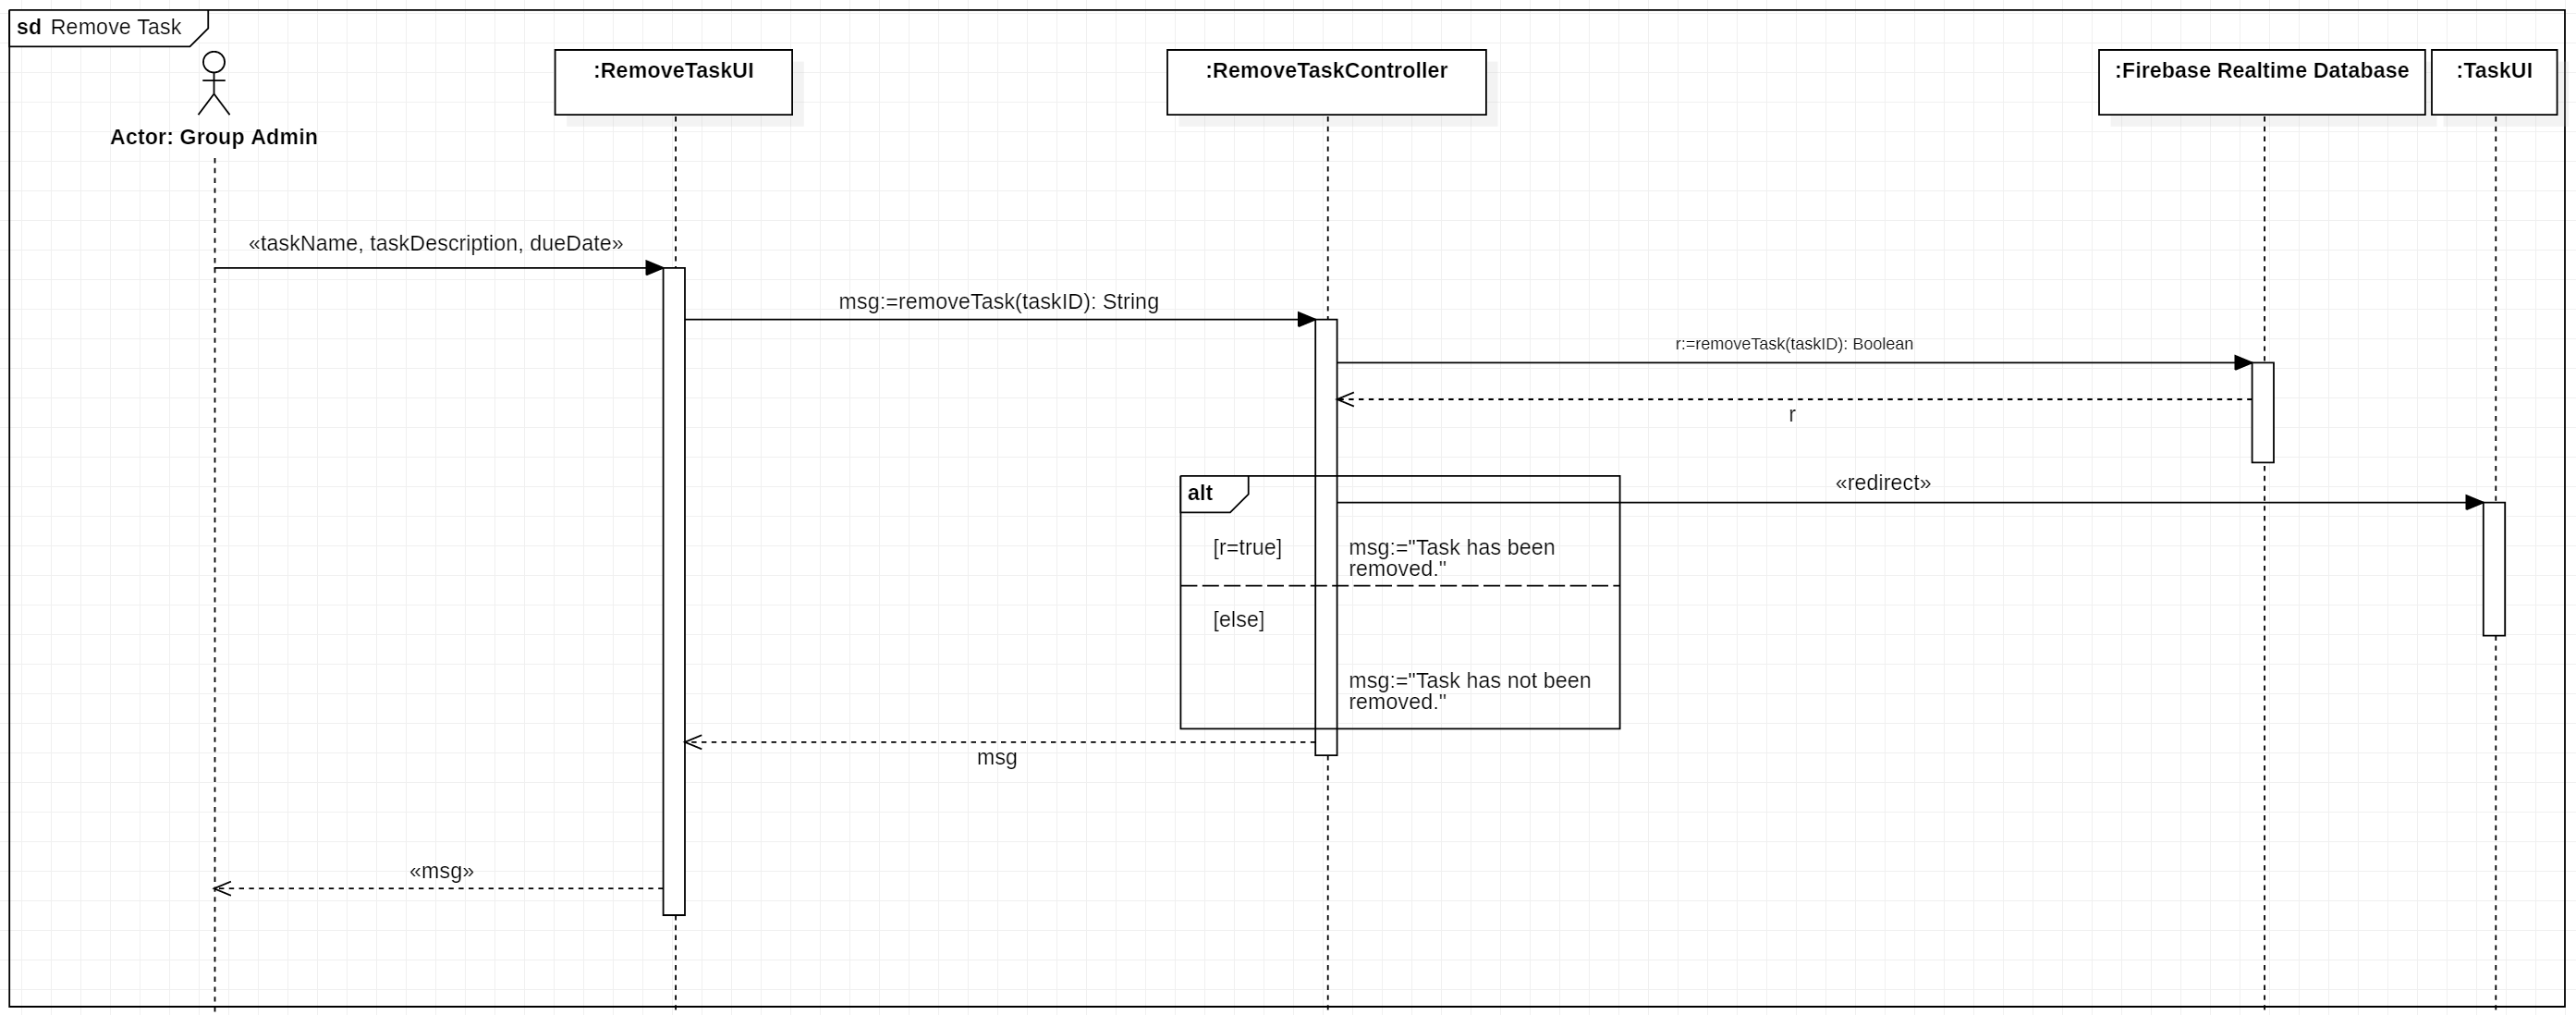 sd Remove Task
:RemoveTaskUI
:RemoveTaskController
:Firebase Realtime Database
:TaskUI
Actor: Group Admin
«taskName, taskDescription, dueDate»
msg:=removeTask(taskID): String
r:=removeTask(taskID): Boolean
r
«redirect»
alt
[r=true]
msg:="Task has been
removed."
[else]
msg:="Task has not been
removed."
msg
«msg»